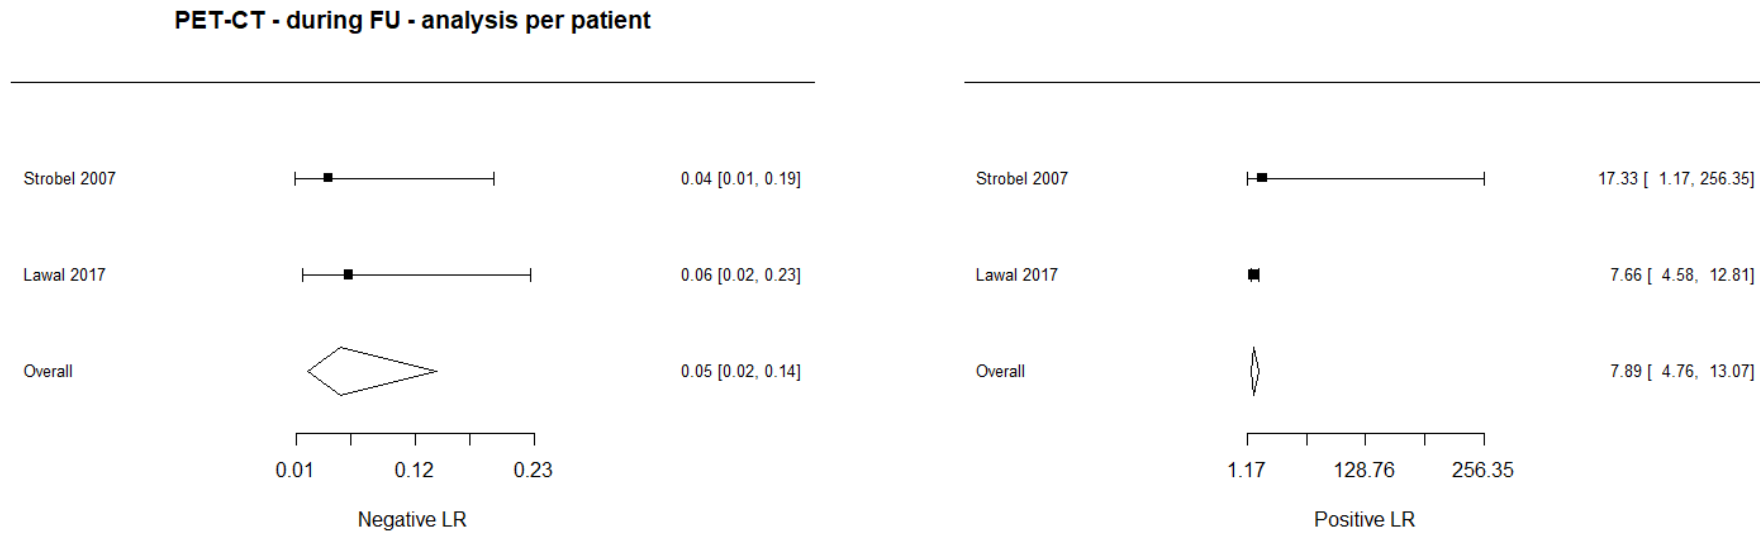 PET-CT - during FU - analysis per patient
Strobel 2007 0.04 [0.01, 0.19]
Lawal 2017 0.06 [0.02, 0.23]
Overall 0.05 [0.02, 0.14]
0.01 0.12 0.23
Negative LR
Strobel 2007 17.33 [ 1.17, 256.35]
Lawal 2017 7.66 [ 4.58, 12.81]
Overall 7.89 [ 4.76, 13.07]
1.17 128.76 256.35
Positive LR